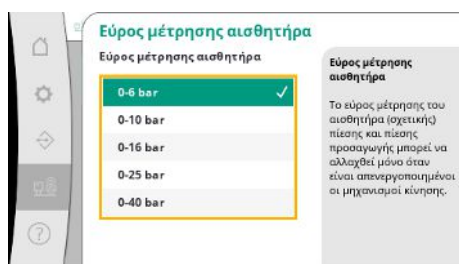 Εύρος μέτρησης αισθητήρα
Εύρος μέτρησης αισθητήρα
0-6 bar
0-10 bar
0-16 bar
0-25 bar
0-40 bar
Εύρος μέτρησης
αισθητήρα
Το εύρος μέτρησης του
αισθητήρα (σχετικής)
πίεσης και πίεσης
προσαγωγής μπορεί να
αλλαχθεί μόνο όταν
είναι απενεργοποιημένοι
οι μηχανισμοί κίνησης.
?